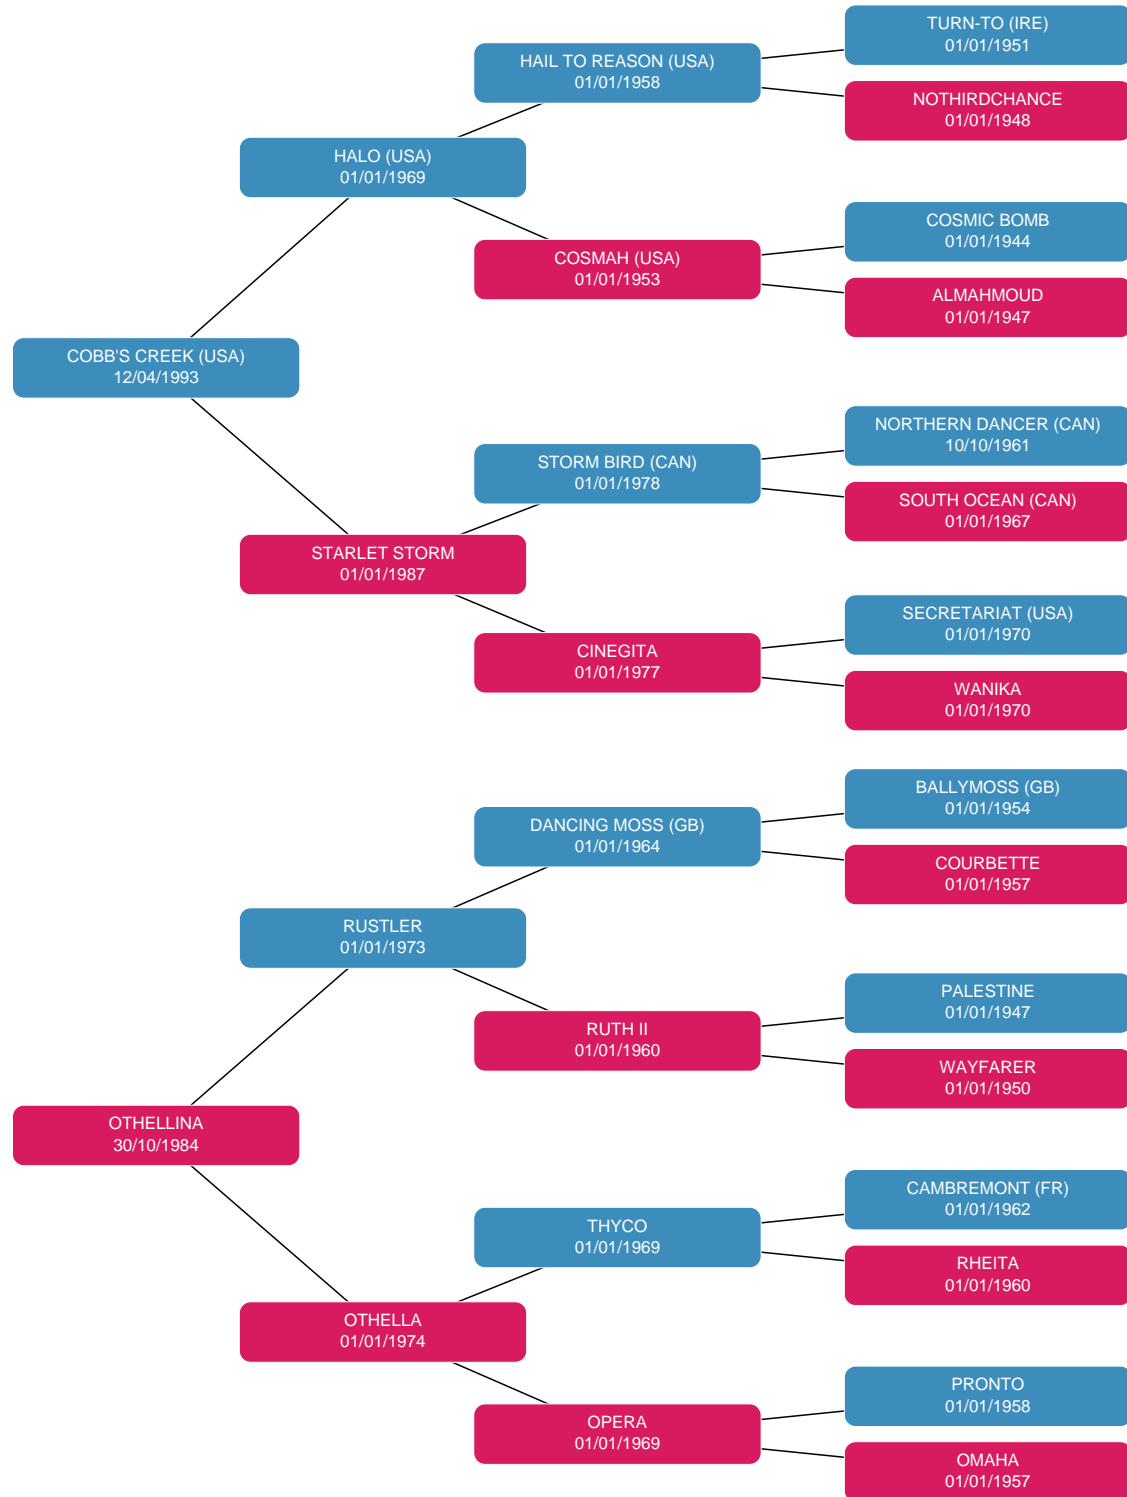 TURN-TO (IRE)
01/01/1951
HAIL TO REASON (USA)
01/01/1958
NOTHIRDCHANCE
01/01/1948
HALO (USA)
01/01/1969
COSMIC BOMB
01/01/1944
COSMAH (USA)
01/01/1953
ALMAHMOUD
01/01/1947
COBB'S CREEK (USA)
12/04/1993
NORTHERN DANCER (CAN)
10/10/1961
STORM BIRD (CAN)
01/01/1978
SOUTH OCEAN (CAN)
01/01/1967
STARLET STORM
01/01/1987
SECRETARIAT (USA)
01/01/1970
CINEGITA
01/01/1977
WANIKA
01/01/1970
BALLYMOSS (GB)
01/01/1954
DANCING MOSS (GB)
01/01/1964
COURBETTE
01/01/1957
RUSTLER
01/01/1973
PALESTINE
01/01/1947
RUTH II
01/01/1960
WAYFARER
01/01/1950
OTHELLINA
30/10/1984
CAMBREMONT (FR)
01/01/1962
THYCO
01/01/1969
RHEITA
01/01/1960
OTHELLA
01/01/1974
PRONTO
01/01/1958
OPERA
01/01/1969
OMAHA
01/01/1957